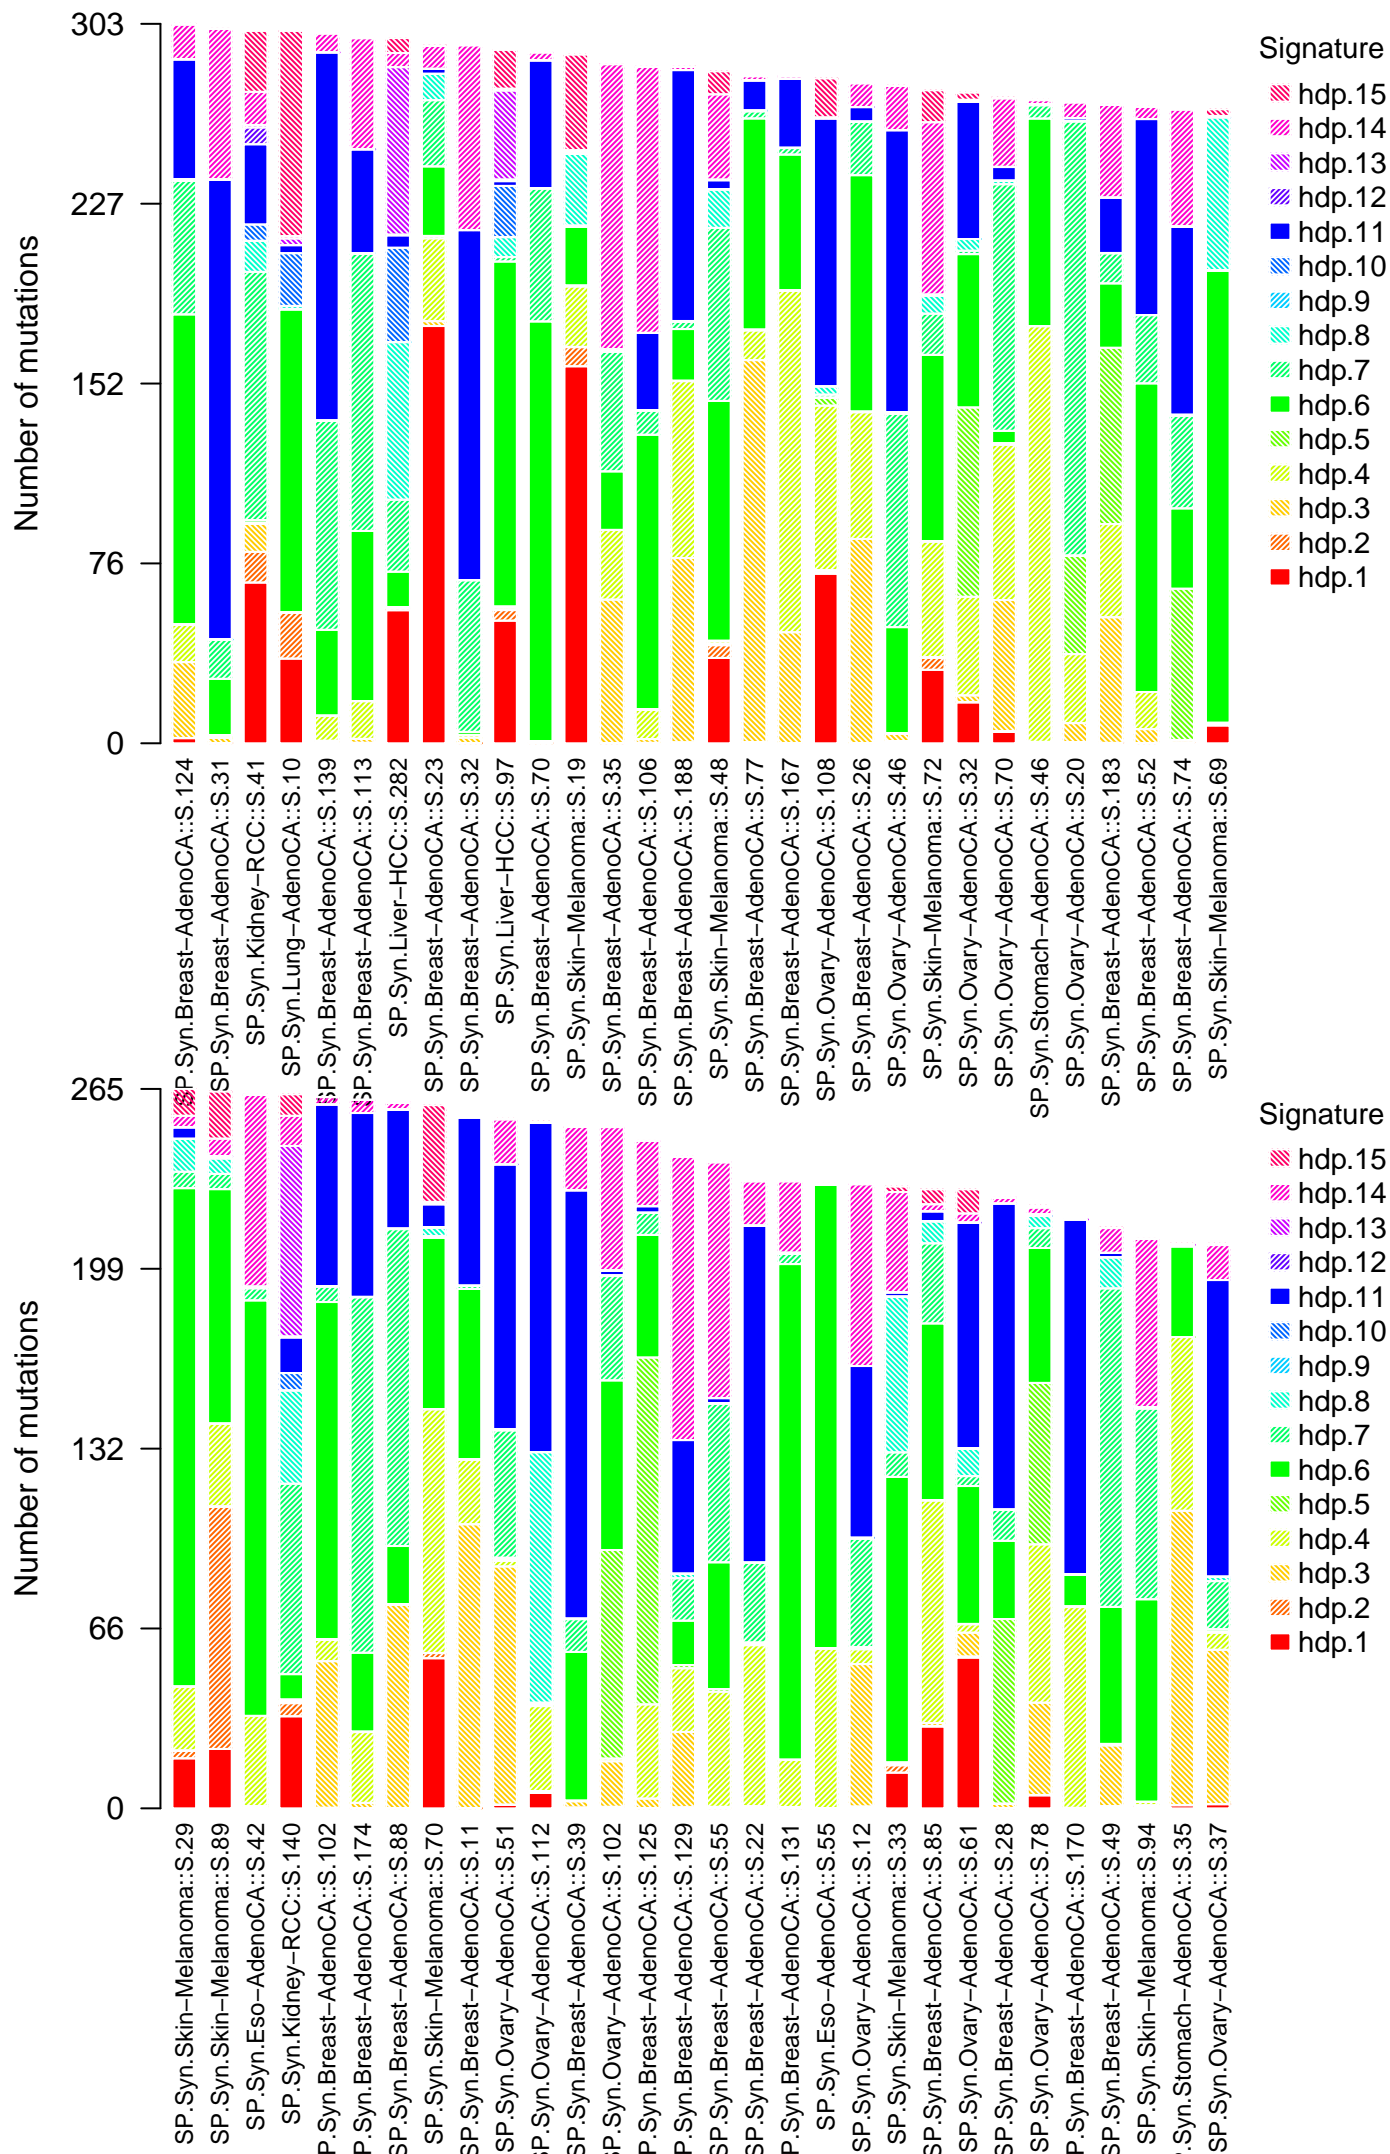 Number of mutations
303
227
152
76
0
Signature
hdp.15
hdp.14
hdp.13
hdp.12
hdp.11
hdp.10
hdp.9
hdp.8
hdp.7
hdp.6
hdp.5
hdp.4
hdp.3
hdp.2
hdp.1
SP.Syn.Breast−AdenoCA::S.124
SP.Syn.Breast−AdenoCA::S.31
SP.Syn.Kidney−RCC::S.41
SP.Syn.Lung−AdenoCA::S.10
SP.Syn.Breast−AdenoCA::S.139
SP.Syn.Breast−AdenoCA::S.113
SP.Syn.Liver−HCC::S.282
SP.Syn.Breast−AdenoCA::S.23
SP.Syn.Breast−AdenoCA::S.32
SP.Syn.Liver−HCC::S.97
SP.Syn.Breast−AdenoCA::S.70
SP.Syn.Skin−Melanoma::S.19
SP.Syn.Breast−AdenoCA::S.35
SP.Syn.Breast−AdenoCA::S.106
SP.Syn.Breast−AdenoCA::S.188
SP.Syn.Skin−Melanoma::S.48
SP.Syn.Breast−AdenoCA::S.77
SP.Syn.Breast−AdenoCA::S.167
SP.Syn.Ovary−AdenoCA::S.108
SP.Syn.Breast−AdenoCA::S.26
SP.Syn.Ovary−AdenoCA::S.46
SP.Syn.Skin−Melanoma::S.72
SP.Syn.Ovary−AdenoCA::S.32
SP.Syn.Ovary−AdenoCA::S.70
SP.Syn.Stomach−AdenoCA::S.46
SP.Syn.Ovary−AdenoCA::S.20
SP.Syn.Breast−AdenoCA::S.183
SP.Syn.Breast−AdenoCA::S.52
SP.Syn.Breast−AdenoCA::S.74
SP.Syn.Skin−Melanoma::S.69
Number of mutations
265
199
132
66
0
Signature
hdp.15
hdp.14
hdp.13
hdp.12
hdp.11
hdp.10
hdp.9
hdp.8
hdp.7
hdp.6
hdp.5
hdp.4
hdp.3
hdp.2
hdp.1
SP.Syn.Skin−Melanoma::S.29
SP.Syn.Skin−Melanoma::S.89
SP.Syn.Eso−AdenoCA::S.42
SP.Syn.Kidney−RCC::S.140
SP.Syn.Breast−AdenoCA::S.102
SP.Syn.Breast−AdenoCA::S.174
SP.Syn.Breast−AdenoCA::S.88
SP.Syn.Skin−Melanoma::S.70
SP.Syn.Breast−AdenoCA::S.11
SP.Syn.Ovary−AdenoCA::S.51
SP.Syn.Ovary−AdenoCA::S.112
SP.Syn.Breast−AdenoCA::S.39
SP.Syn.Ovary−AdenoCA::S.102
SP.Syn.Breast−AdenoCA::S.125
SP.Syn.Breast−AdenoCA::S.129
SP.Syn.Breast−AdenoCA::S.55
SP.Syn.Breast−AdenoCA::S.22
SP.Syn.Breast−AdenoCA::S.131
SP.Syn.Eso−AdenoCA::S.55
SP.Syn.Ovary−AdenoCA::S.12
SP.Syn.Skin−Melanoma::S.33
SP.Syn.Breast−AdenoCA::S.85
SP.Syn.Ovary−AdenoCA::S.61
SP.Syn.Breast−AdenoCA::S.28
SP.Syn.Ovary−AdenoCA::S.78
SP.Syn.Breast−AdenoCA::S.170
SP.Syn.Breast−AdenoCA::S.49
SP.Syn.Skin−Melanoma::S.94
P.Syn.Stomach−AdenoCA::S.35
SP.Syn.Ovary−AdenoCA::S.37